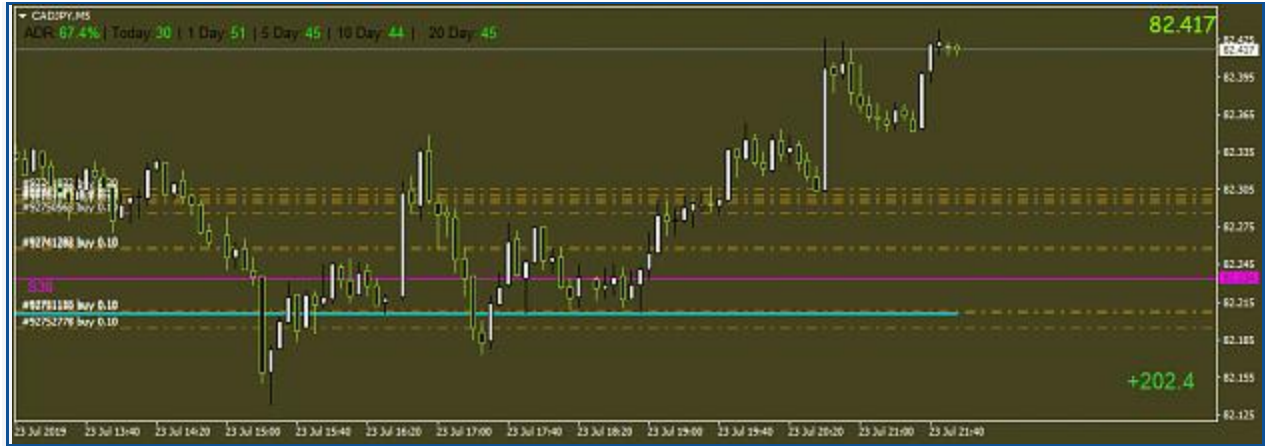 CADJPY,M5
82.417
ADR 67.4% | Today 30 | 1 Day 51 | 5 Day 45 | 10 Day 44 | 20 Day 45
82.417
82.395
82.365
82.335
82.305
buy
82.275
buy 0.10
82.245
S38
82.215
buy 0.10
#92752778 buy 0.10
82.185
+202.4
82.155
82.125
23 Jul 2019 23 Jul 13:40 23 Jul 14:20 23 Jul 15:00 23 Jul 15:40 23 Jul 16:20 23 Jul 17:00 23 Jul 17:40 23 Jul 18:20 23 Jul 19:00 23 Jul 19:40 23 Jul 20:20 23 Jul 21:00 23 Jul 21:40